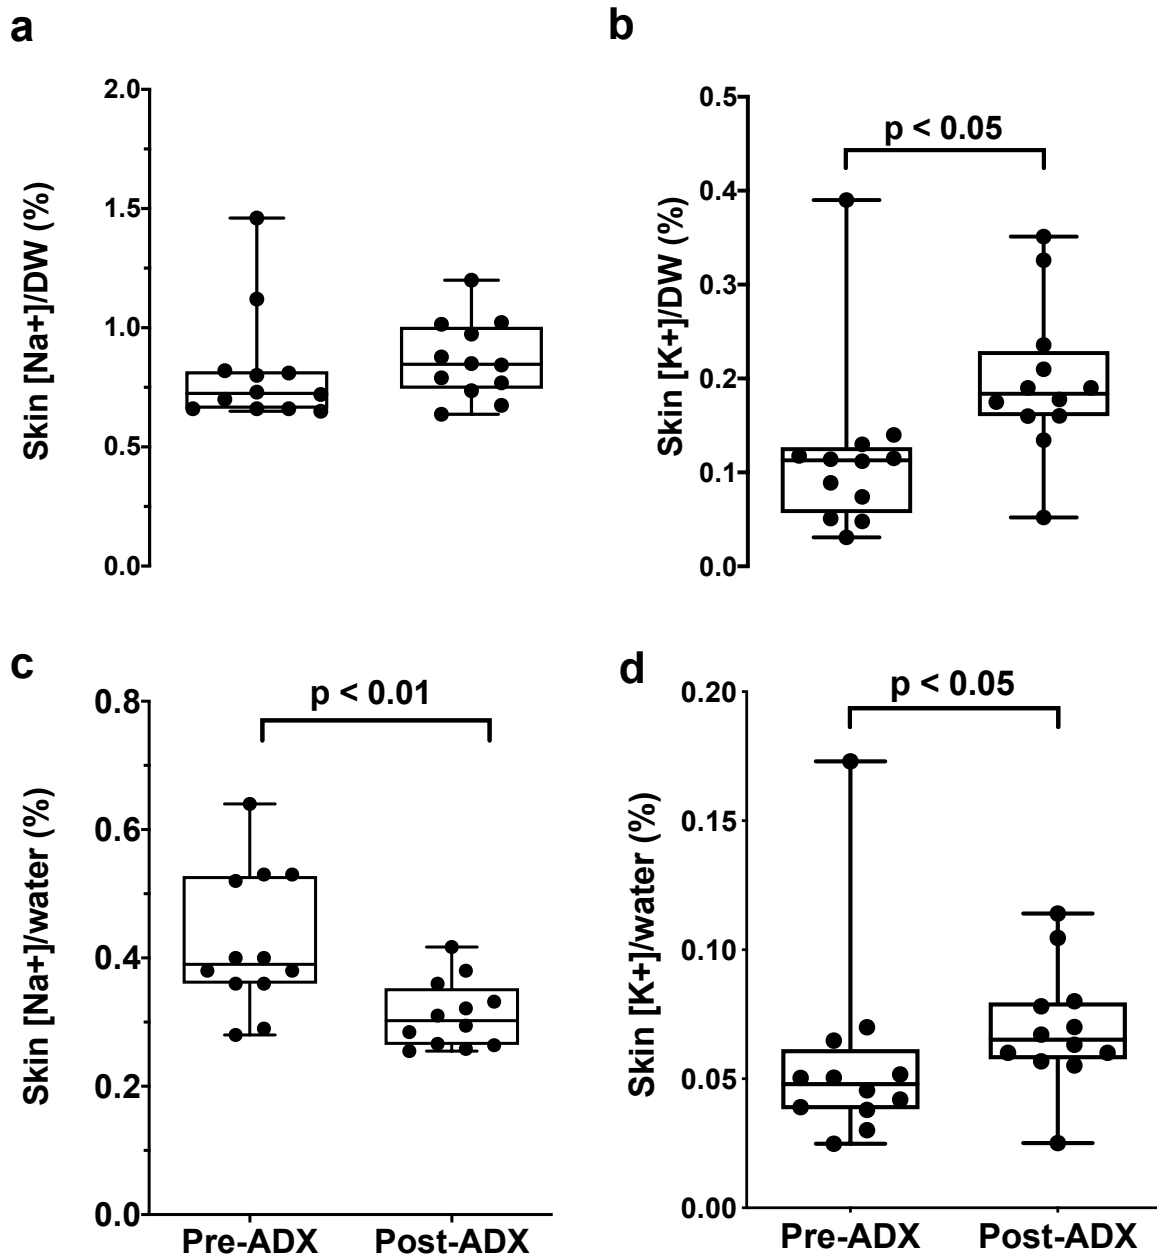 a
2.0
1.5
1.0
0.5
0.0
Skin [Na+]/DW (%)
b
0.5
0.4
0.3
0.2
0.1
0.0
Skin [K+]/DW (%)
p < 0.05
c
0.8
0.6
0.4
0.2
0.0
Skin [Na+]/water (%)
p < 0.01
Pre-ADX
Post-ADX
d
0.20
0.15
0.10
0.05
0.00
Skin [K+]/water (%)
p < 0.05
Pre-ADX
Post-ADX